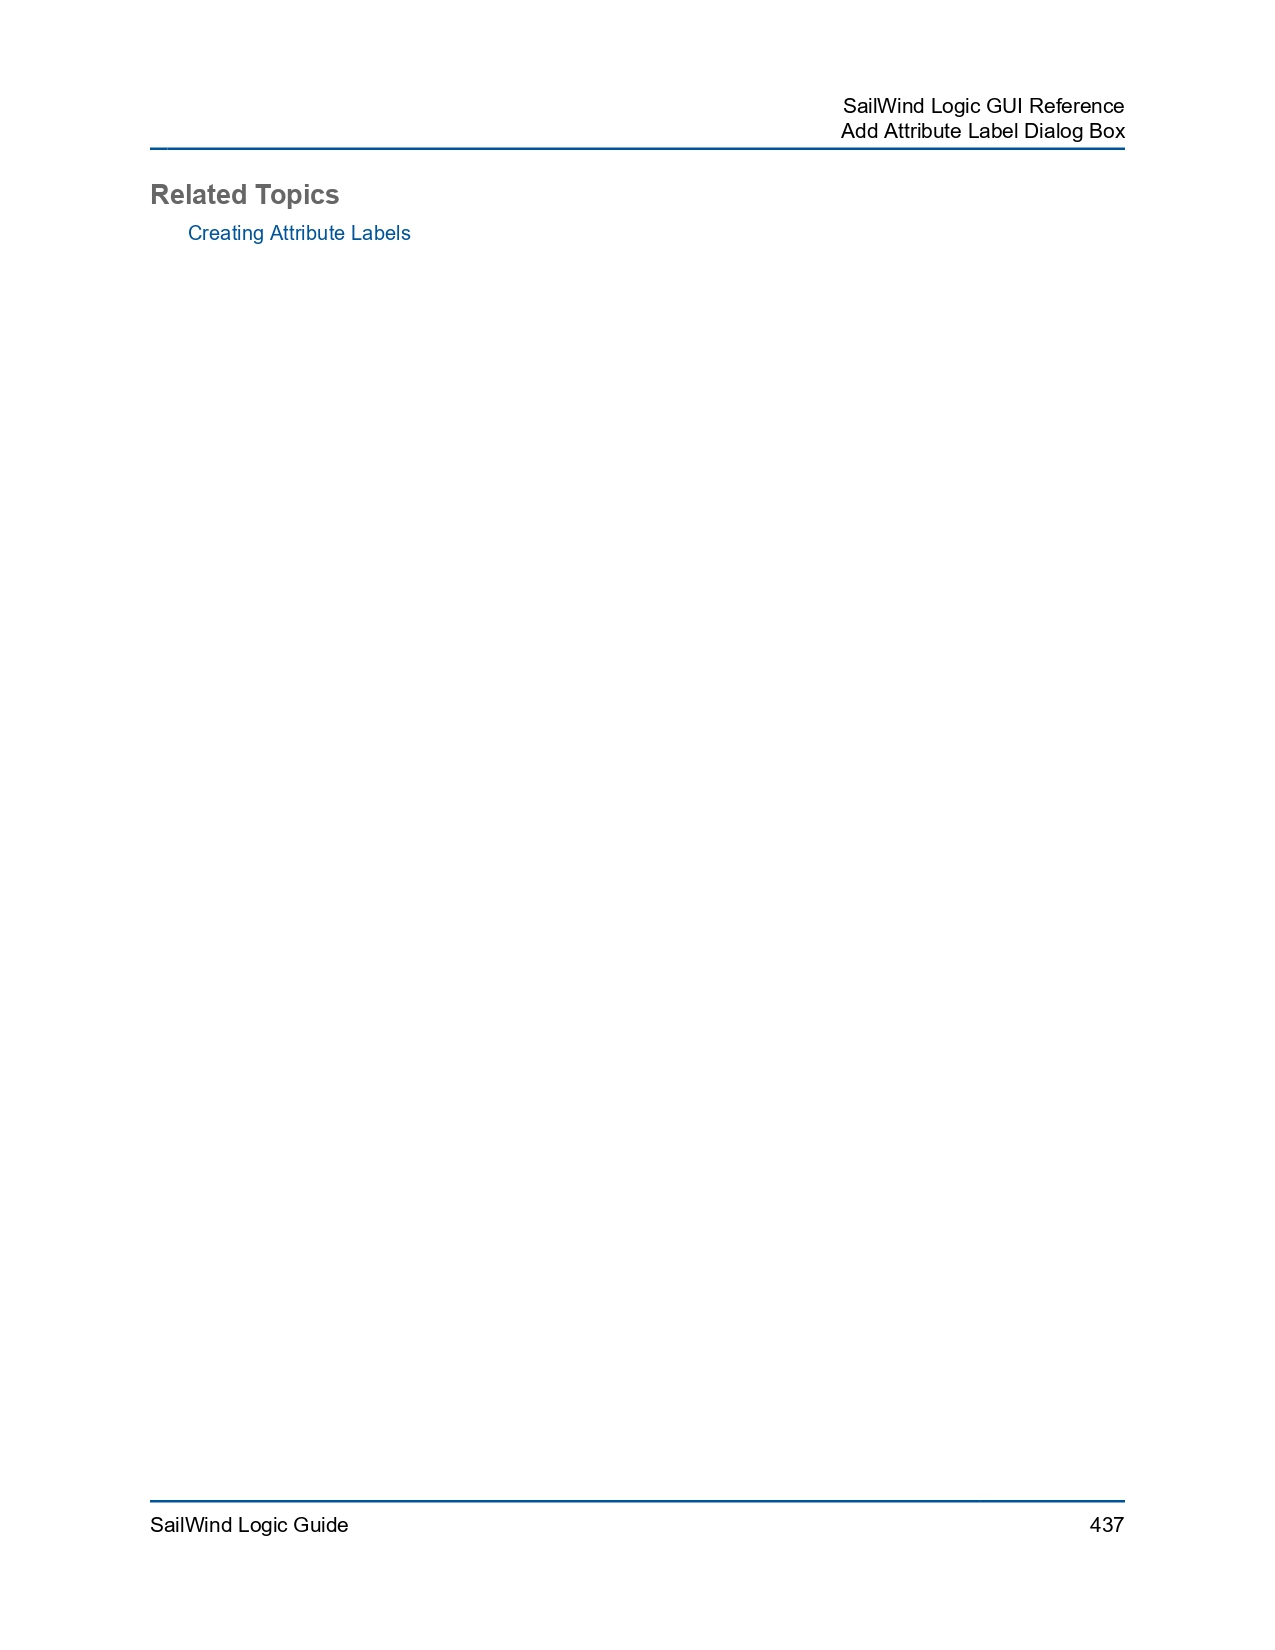 SailWind Logic GUI Reference
Add Attribute Label Dialog Box
Related Topics
Creating Attribute Labels
SailWind Logic Guide
437